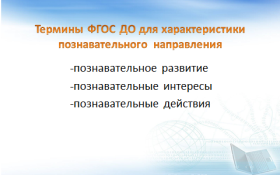 Термины ФГОС ДО для характеристики
познавательного направления
-познавательное развитие
-познавательные интересы
-познавательные действия